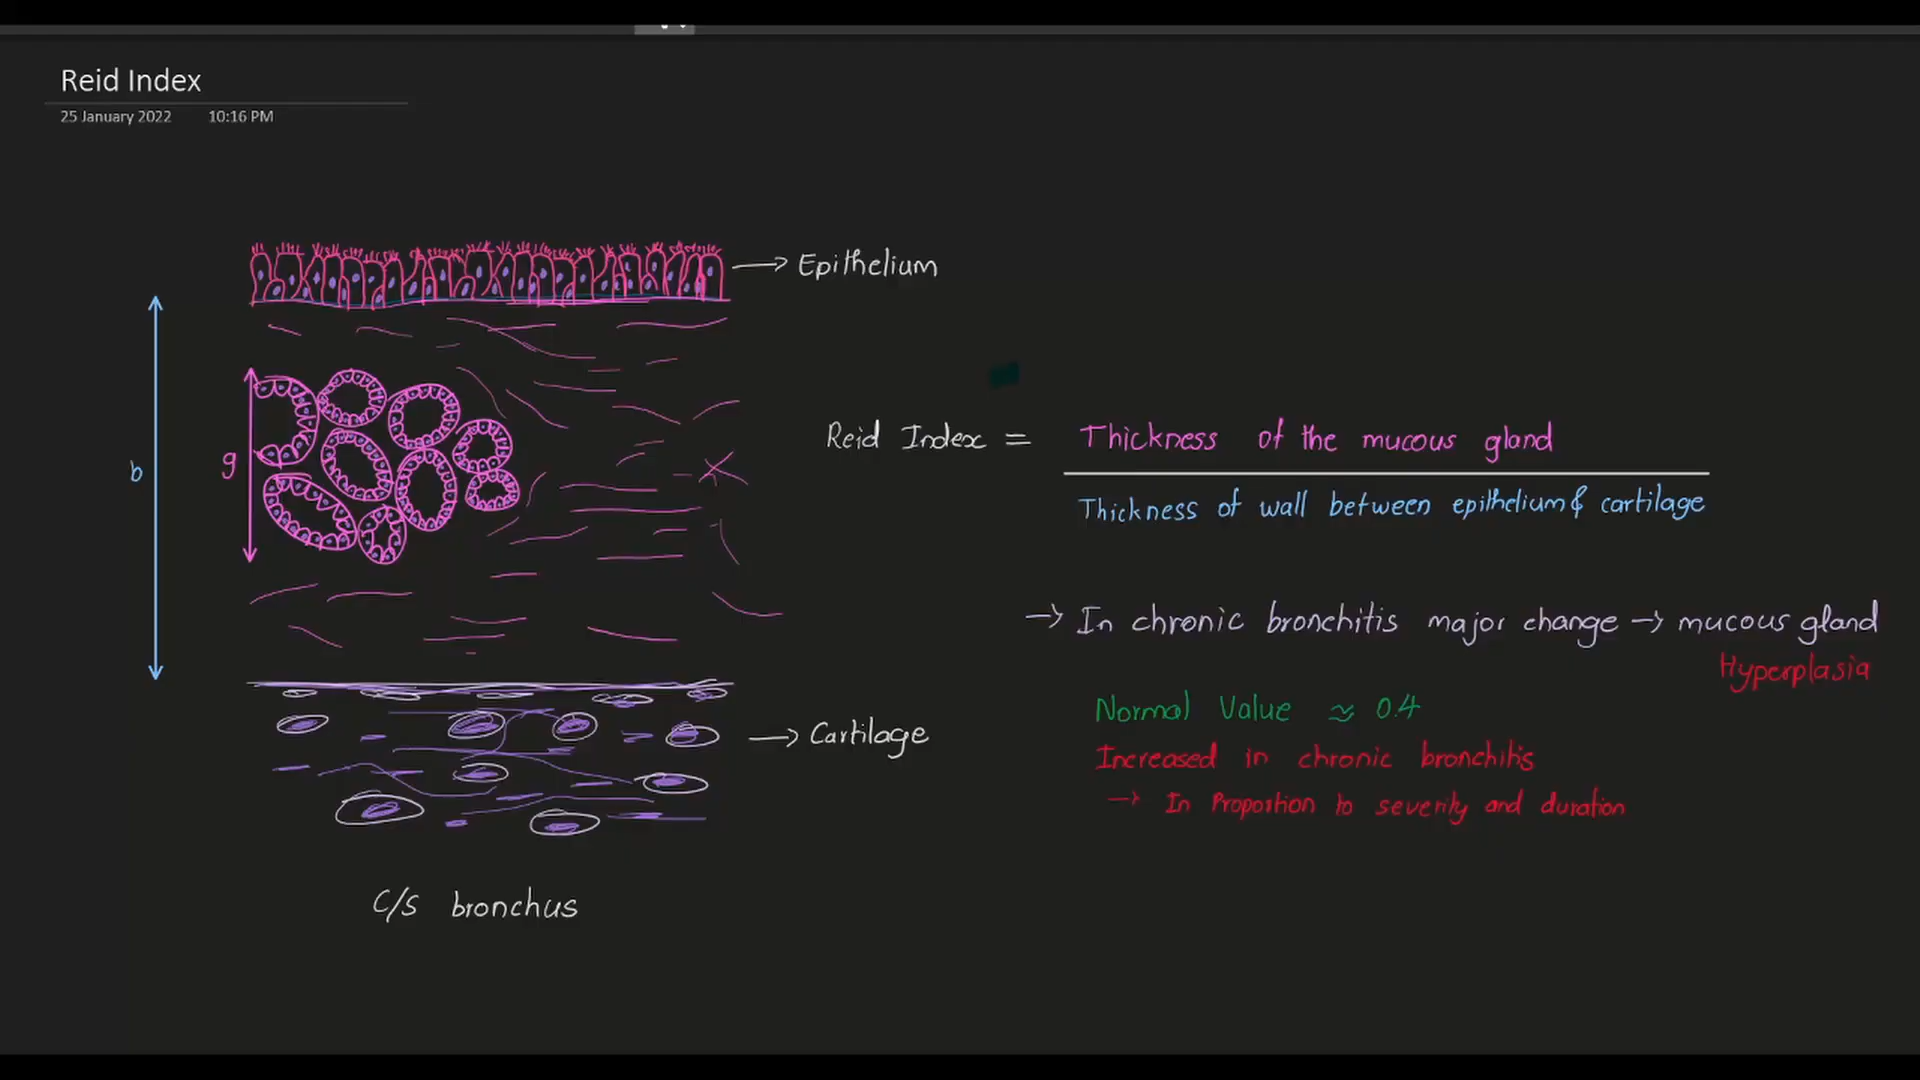 Reid Index
25 January 2022 10:16 PM
Epithelium
b
g
Reid Index =
Thickness of the mucous gland
Thickness of wall between epithelium & cartilage
→ In chronic bronchitis major change → mucous gland
Hyperplasia
Normal Value ≈ 0.4
Increased in chronic bronchitis
→ In Proportion to severity and duration
→ Cartilage
C/S bronchus